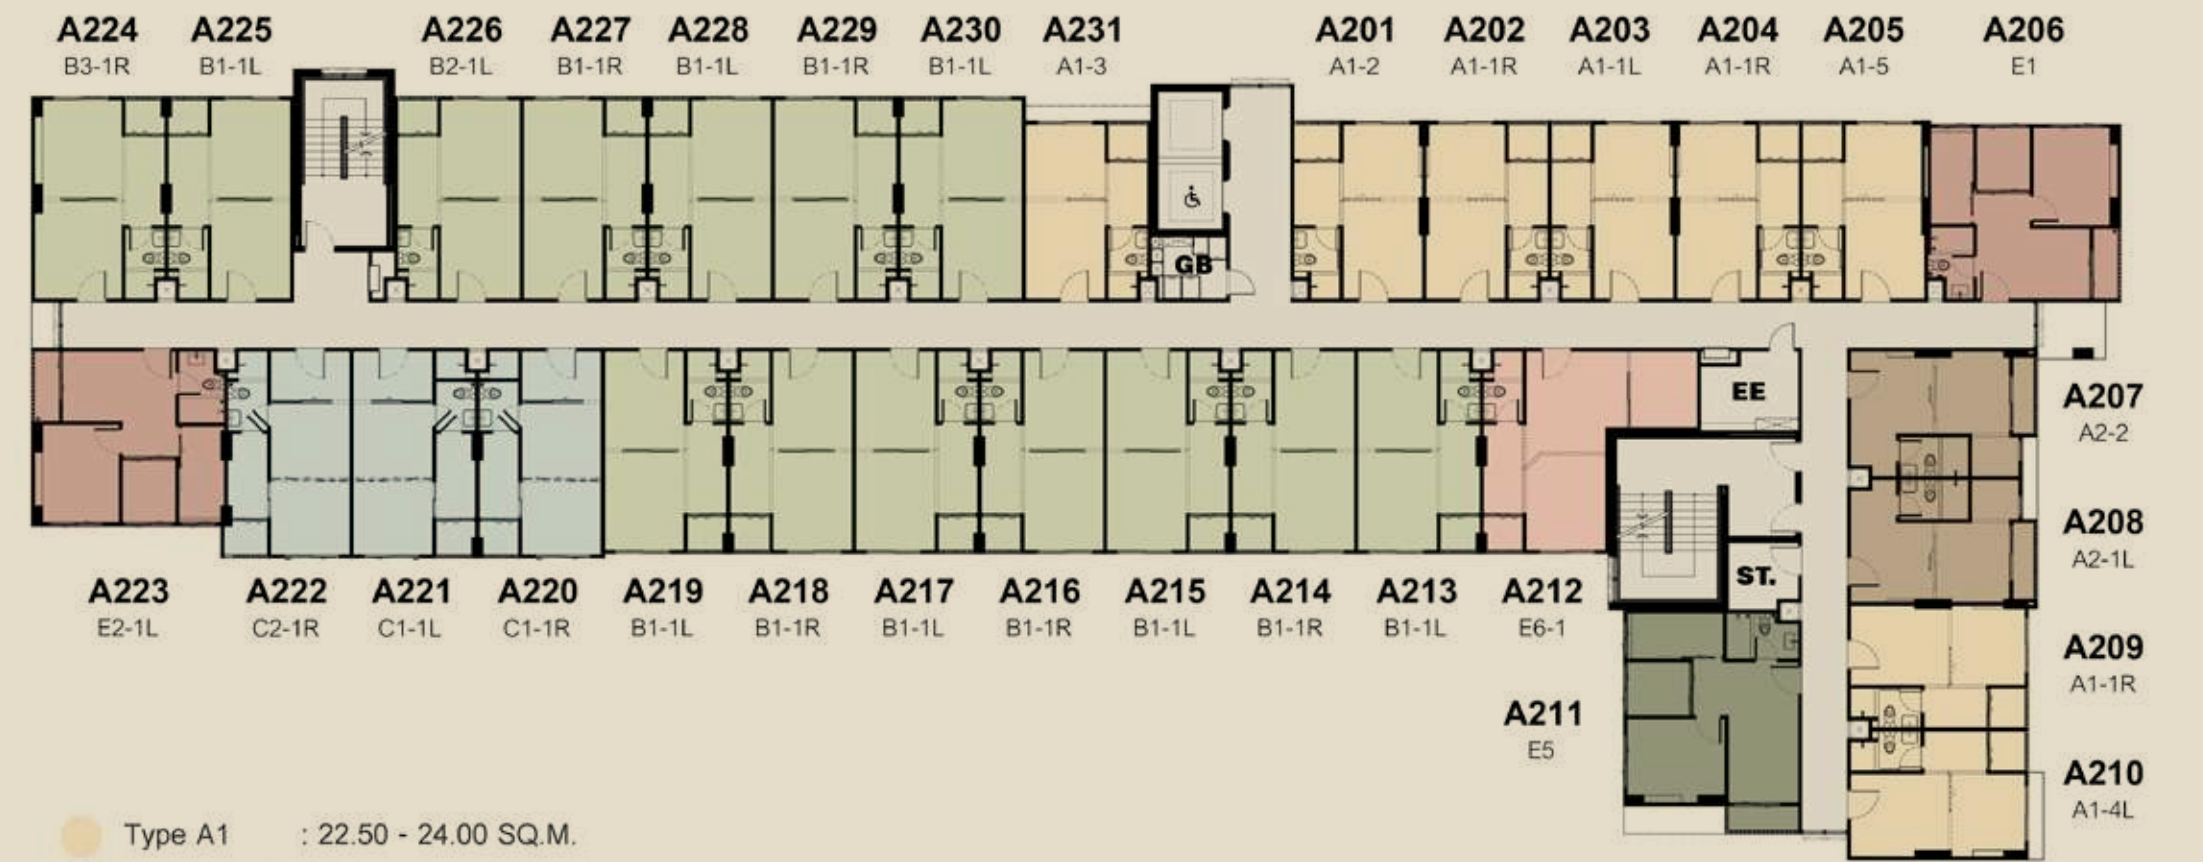 A224 A225 A226 A227 A228 A229 A230 A231 A201 A202 A203 A204 A205 A206
B3-1R B1-1L B2-1L B1-1R B1-1L B1-1R B1-1L A1-3 A1-2 A1-1R A1-1L A1-1R A1-5 E1
GB
EE
A207
A2-2
A208
A2-1L
ST.
A223 A222 A221 A220 A219 A218 A217 A216 A215 A214 A213 A212
E2-1L C2-1R C1-1L C1-1R B1-1L B1-1R B1-1L B1-1R B1-1L B1-1R B1-1L E6-1
A209
A1-1R
A211
E5
A210
A1-4L
Type A1 : 22.50 - 24.00 SQ.M.